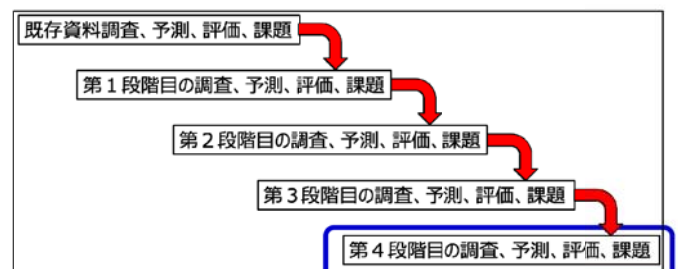 既存資料調査、予測、評価、課題
第1段階目の調査、予測、評価、課題
第2段階目の調査、予測、評価、課題
第3段階目の調査、予測、評価、課題
第4段階目の調査、予測、評価、課題